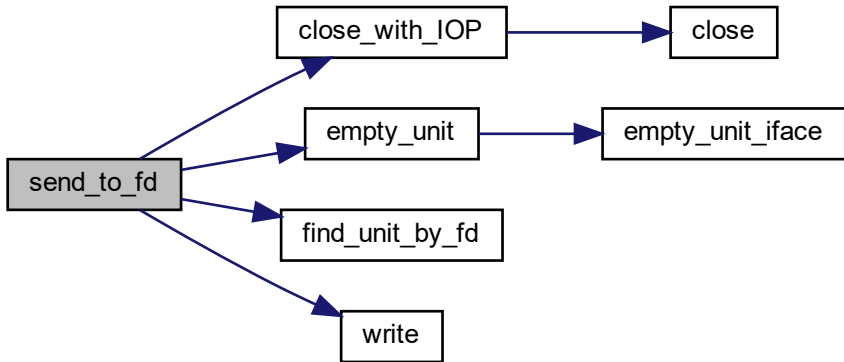 close_with_IOP
close
empty_unit
empty_unit_iface
send_to_fd
find_unit_by_fd
write